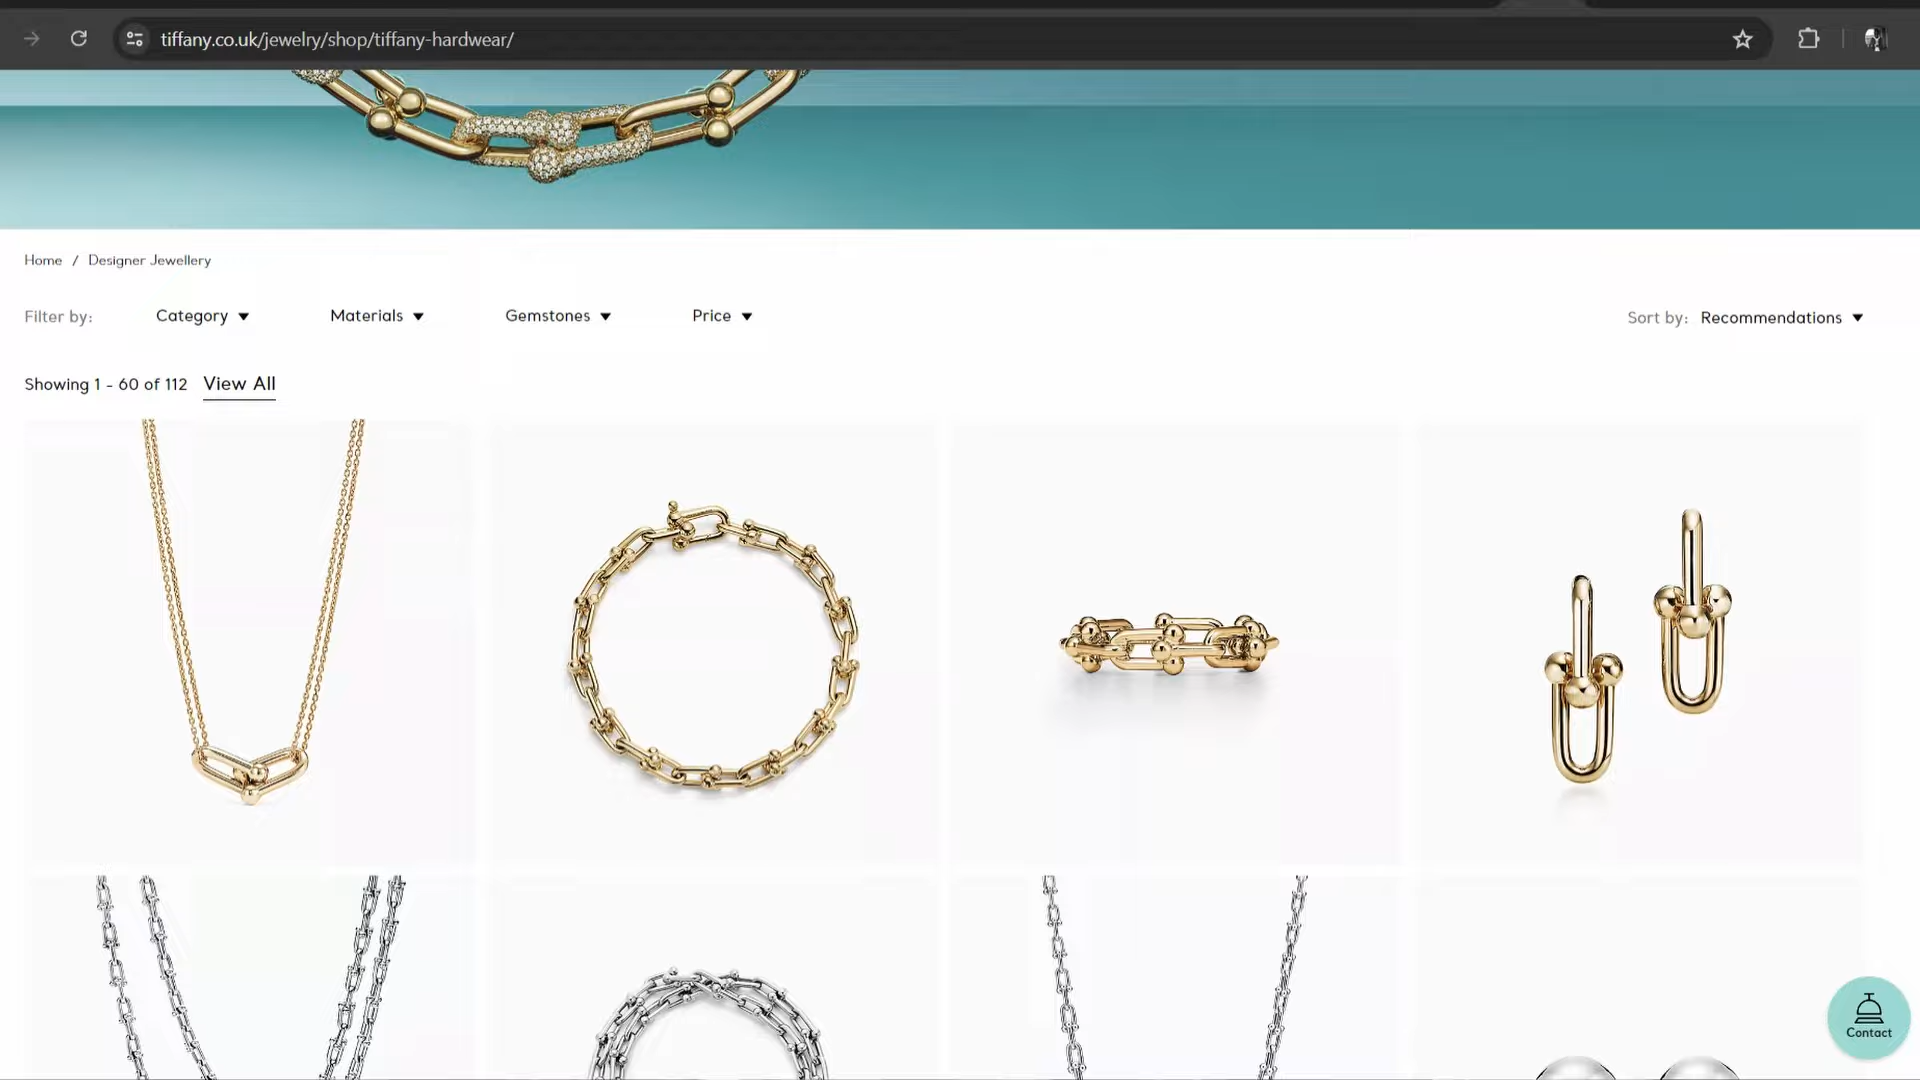 tiffany.co.uk/jewelry/shop/tiffany-hardwear/
Home / Designer Jewellery
Filter by: Category Materials Gemstones Price Sort by: Recommendations
Showing 1 - 60 of 112 View All
Contact